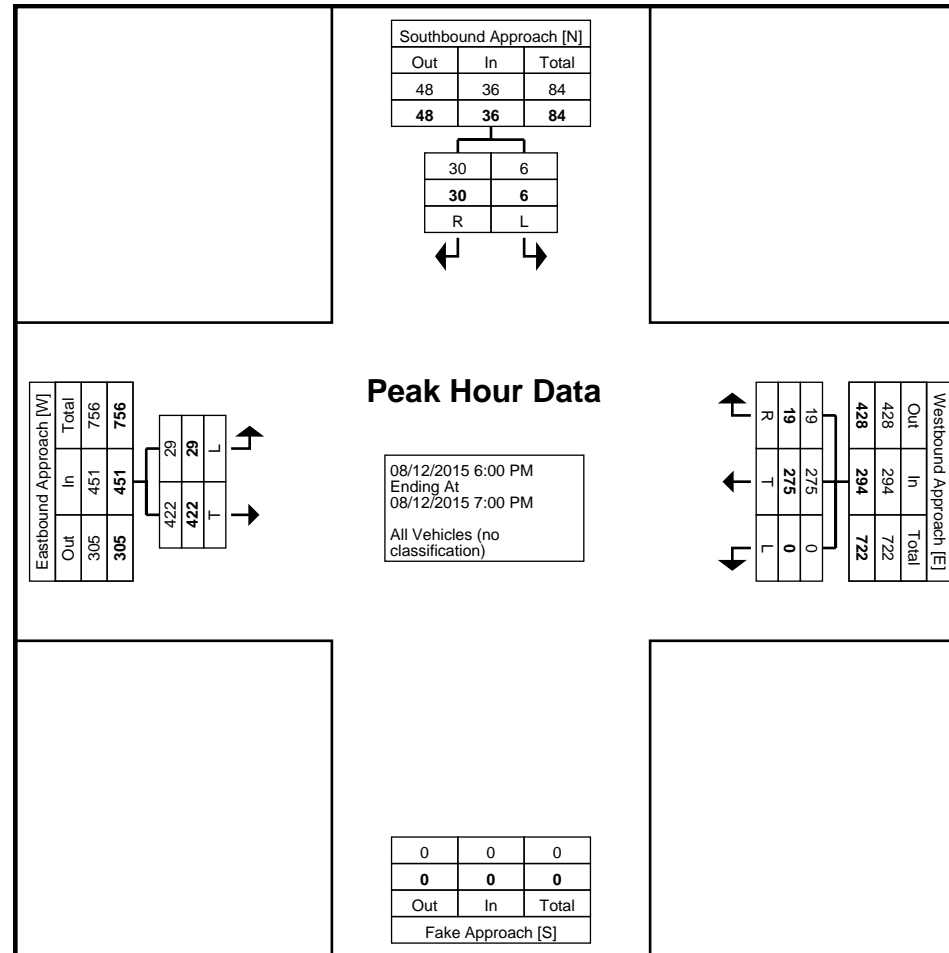 Southbound Approach [N]
Out In Total
48 36 84
48 36 84
30 6
30 6
R L
Peak Hour Data
08/12/2015 6:00 PM
Ending At
08/12/2015 7:00 PM
All Vehicles (no
classification)
Eastbound Approach [W]
Out In Total
305 451 756
305 451 756
422 29
422 29
T L
Westbound Approach [E]
Out In Total
428 294 722
428 294 722
19 275 0
19 275 0
R T L
0 0 0
0 0 0
Out In Total
Fake Approach [S]